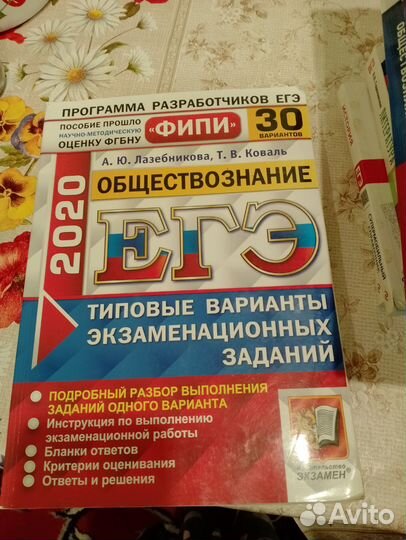 ПРОГРАММА РАЗРАБОТЧИКОВ ЕГЭ
ПОСОБИЕ ПРОШЛО
НАУЧНО-МЕТОДИЧЕСКУЮ
ОЦЕНКУ ФГБНУ
«ФИПИ»
30
ВАРИАНТОВ
А. Ю. Лазебникова, Т. В. Коваль
2020
ОБЩЕСТВОЗНАНИЕ
ЕГЭ
ТИПОВЫЕ ВАРИАНТЫ
ЭКЗАМЕНАЦИОННЫХ
ЗАДАНИЙ
ПОДРОБНЫЙ РАЗБОР ВЫПОЛНЕНИЯ
ЗАДАНИЙ ОДНОГО ВАРИАНТА
Инструкция по выполнению
экзаменационной работы
Бланки ответов
Критерии оценивания
Ответы и решения
ЭКЗАМЕН
Avito